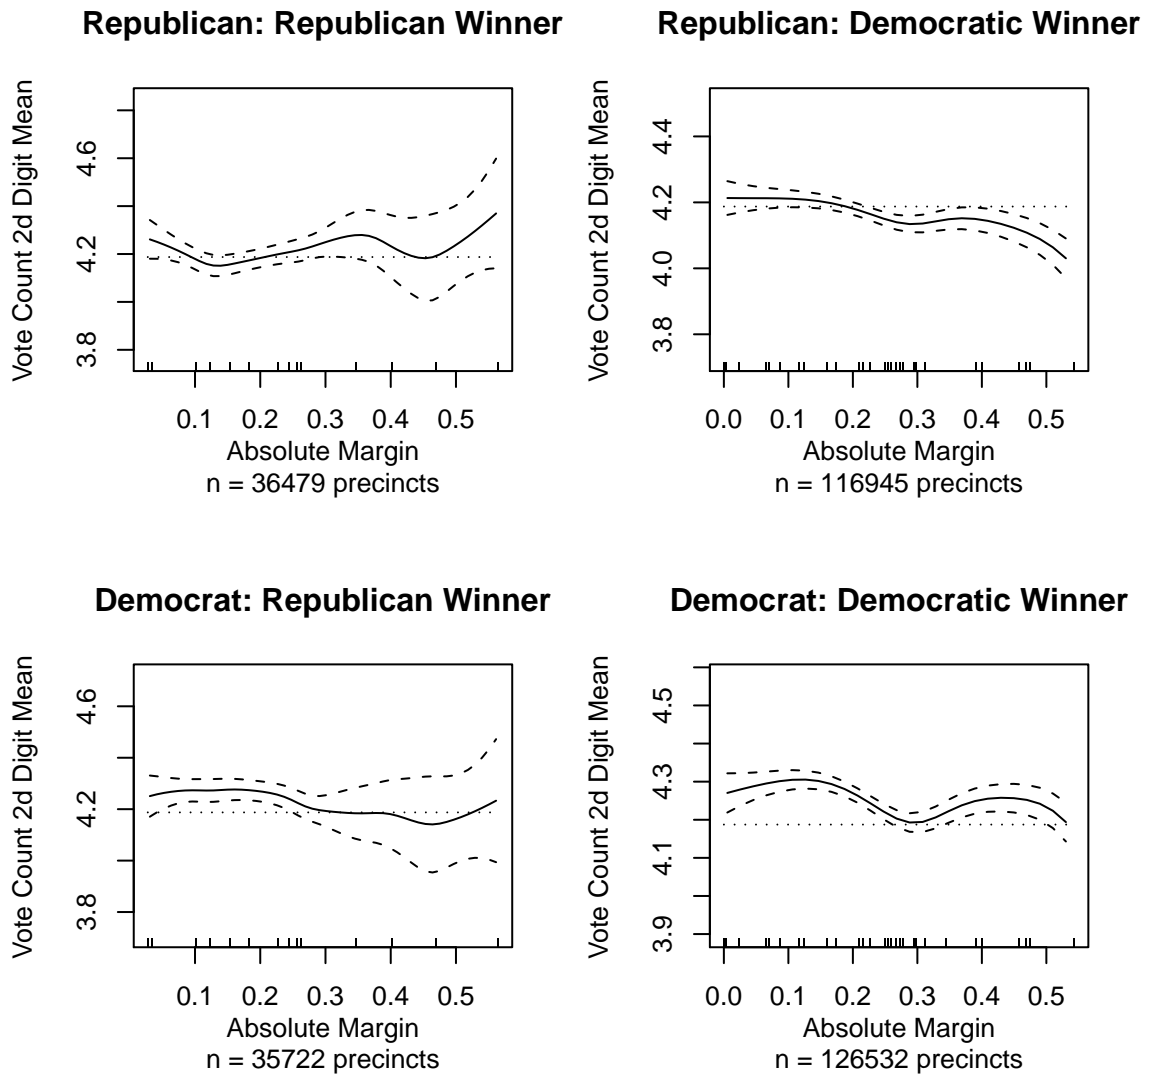 Republican: Republican Winner
Vote Count 2d Digit Mean
4.6
4.2
3.8
0.1 0.2 0.3 0.4 0.5
Absolute Margin
n = 36479 precincts
Republican: Democratic Winner
Vote Count 2d Digit Mean
4.4
4.2
4.0
3.8
0.0 0.1 0.2 0.3 0.4 0.5
Absolute Margin
n = 116945 precincts
Democrat: Republican Winner
Vote Count 2d Digit Mean
4.6
4.2
3.8
0.1 0.2 0.3 0.4 0.5
Absolute Margin
n = 35722 precincts
Democrat: Democratic Winner
Vote Count 2d Digit Mean
4.5
4.3
4.1
3.9
0.0 0.1 0.2 0.3 0.4 0.5
Absolute Margin
n = 126532 precincts